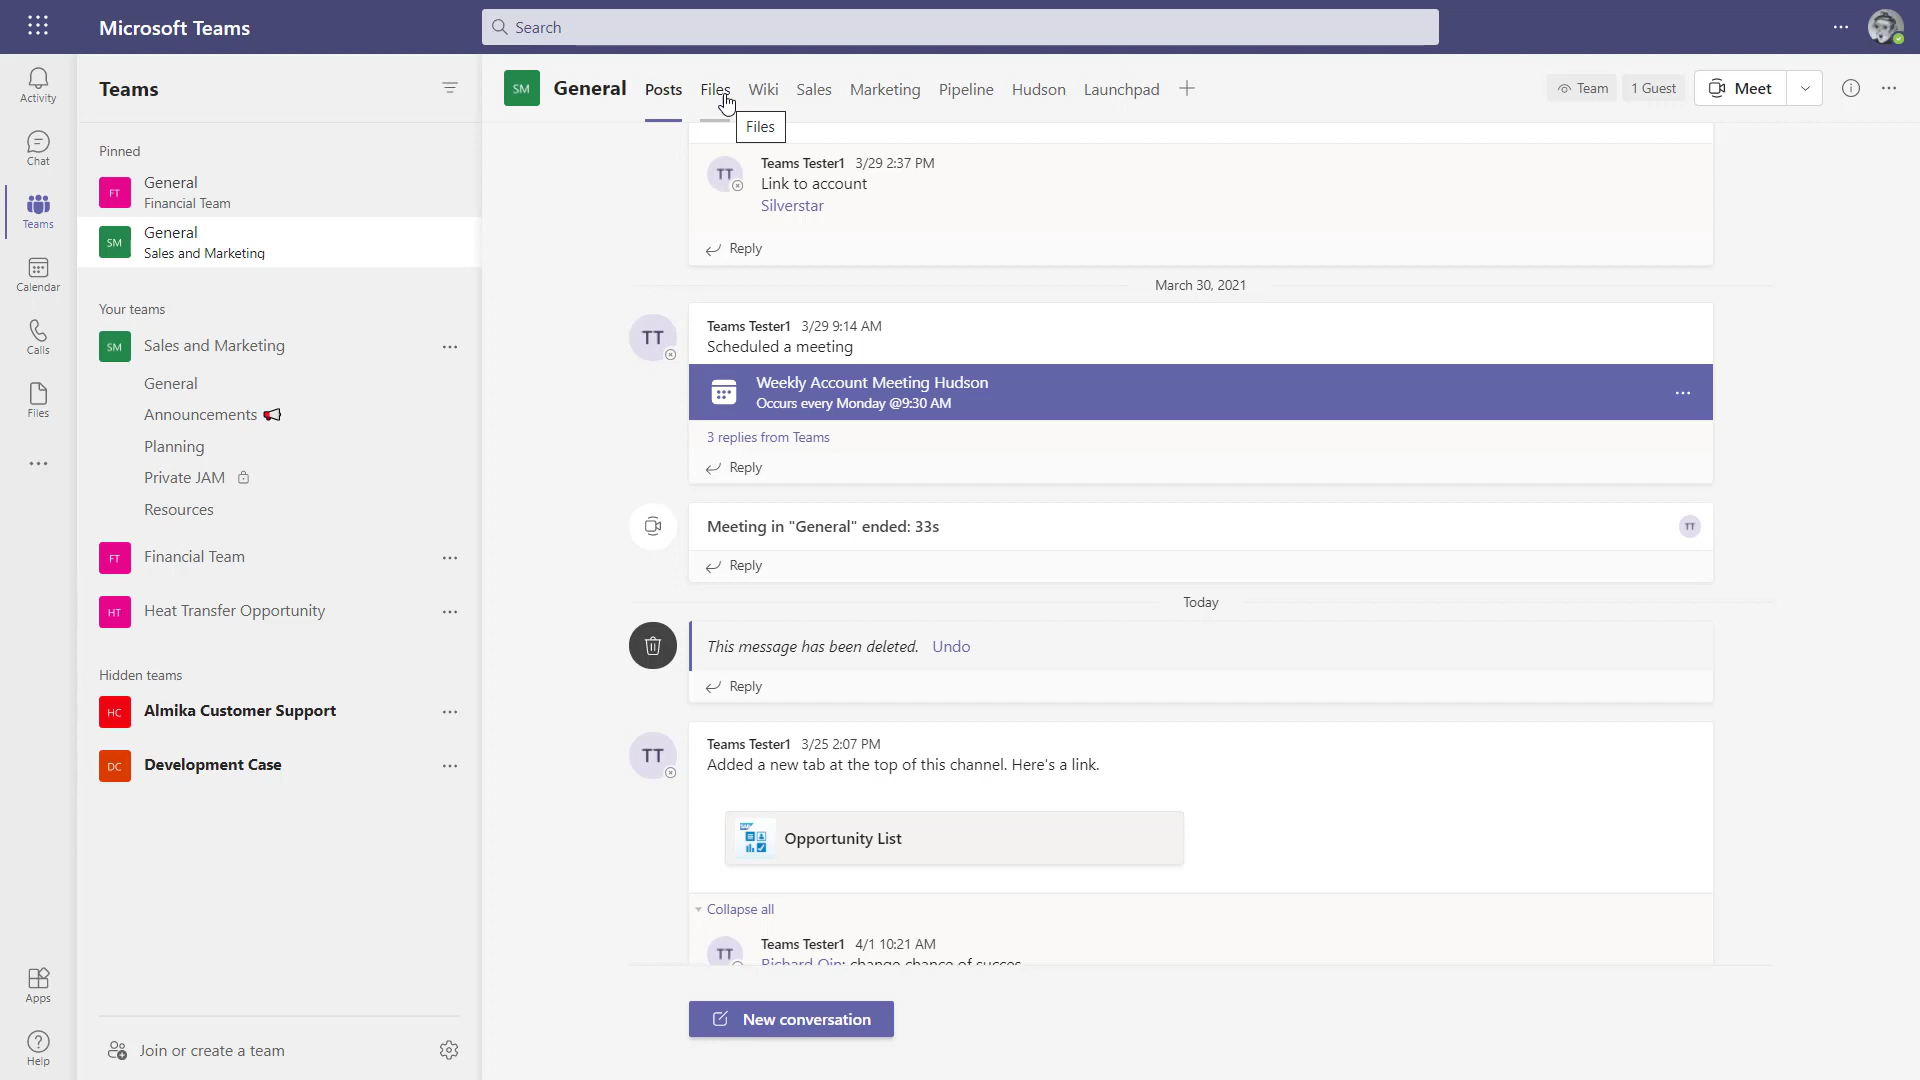 Microsoft Teams
Search
Activity
Chat
Teams
Calendar
Calls
Files
Apps
Help
Teams
Pinned
FT
General
Financial Team
SM
General
Sales and Marketing
Your teams
SM
Sales and Marketing
General
Announcements
Planning
Private JAM
Resources
FT
Financial Team
HT
Heat Transfer Opportunity
Hidden teams
HC
Almika Customer Support
DC
Development Case
Join or create a team
SM General Posts Files Wiki Sales Marketing Pipeline Hudson Launchpad
Team 1 Guest Meet
Files
TT
Teams Tester1 3/29 2:37 PM
Link to account
Silverstar
Reply
March 30, 2021
TT
Teams Tester1 3/29 9:14 AM
Scheduled a meeting
Weekly Account Meeting Hudson
Occurs every Monday @9:30 AM
3 replies from Teams
Reply
Meeting in "General" ended: 33s
TT
Reply
Today
This message has been deleted. Undo
Reply
TT
Teams Tester1 3/25 2:07 PM
Added a new tab at the top of this channel. Here's a link.
SAP
Opportunity List
Collapse all
TT
Teams Tester1 4/1 10:21 AM
Richard Qin: change chance of succes
New conversation